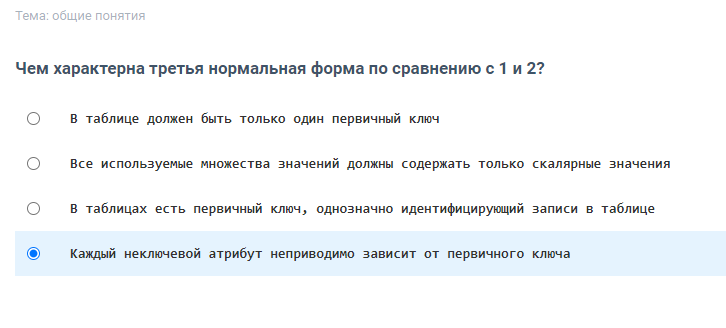 Тема: общие понятия
Чем характерна третья нормальная форма по сравнению с 1 и 2?
В таблице должен быть только один первичный ключ
Все используемые множества значений должны содержать только скалярные значения
В таблицах есть первичный ключ, однозначно идентифицирующий записи в таблице
Каждый неключевой атрибут неприводимо зависит от первичного ключа